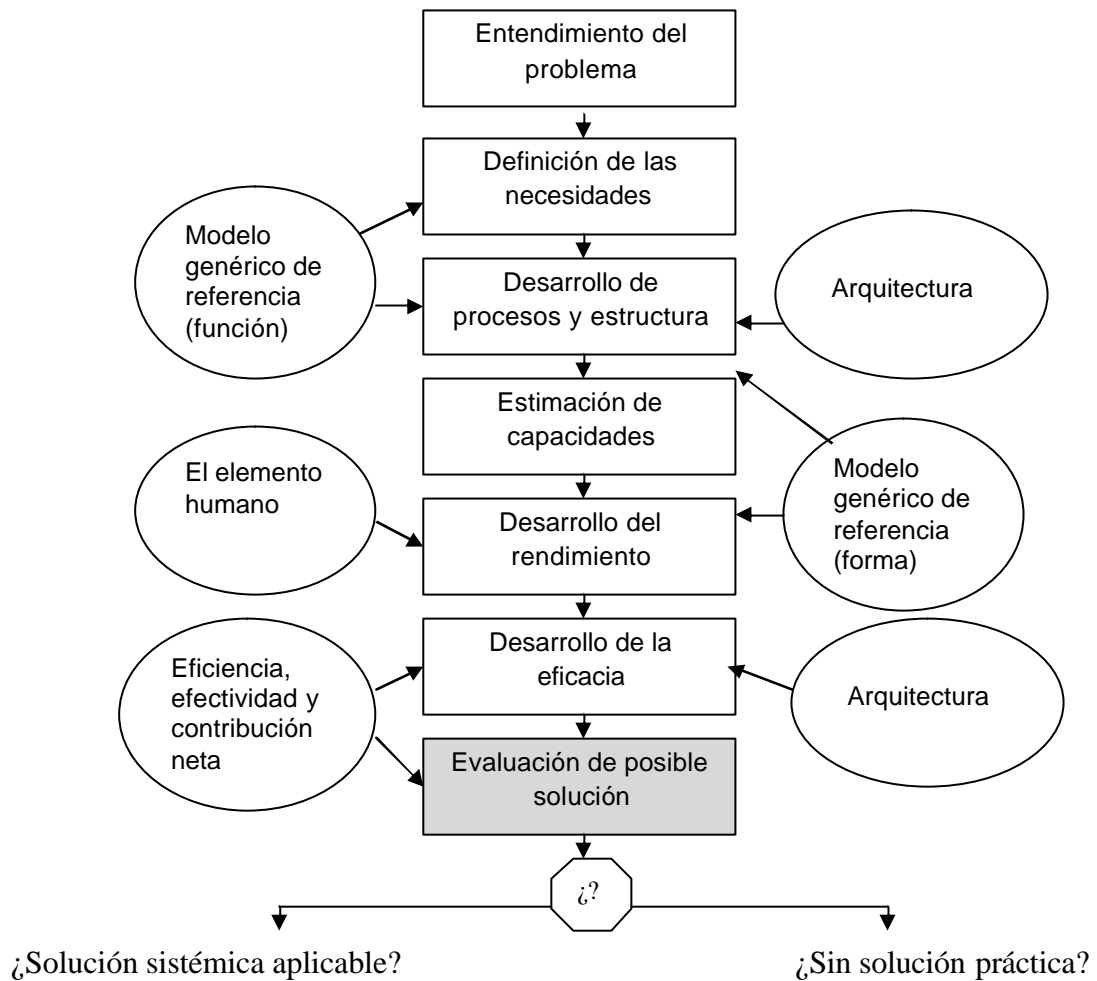 Entendimiento del
problema
Definición de las
necesidades
Modelo
genérico de
referencia
(función)
Desarrollo de
procesos y estructura
Arquitectura
Estimación de
capacidades
El elemento
humano
Modelo
genérico de
referencia
(forma)
Desarrollo del
rendimiento
Desarrollo de la
eficacia
Eficiencia,
efectividad y
contribución
neta
Arquitectura
Evaluación de posible
solución
¿?
¿Solución sistémica aplicable?
¿Sin solución práctica?